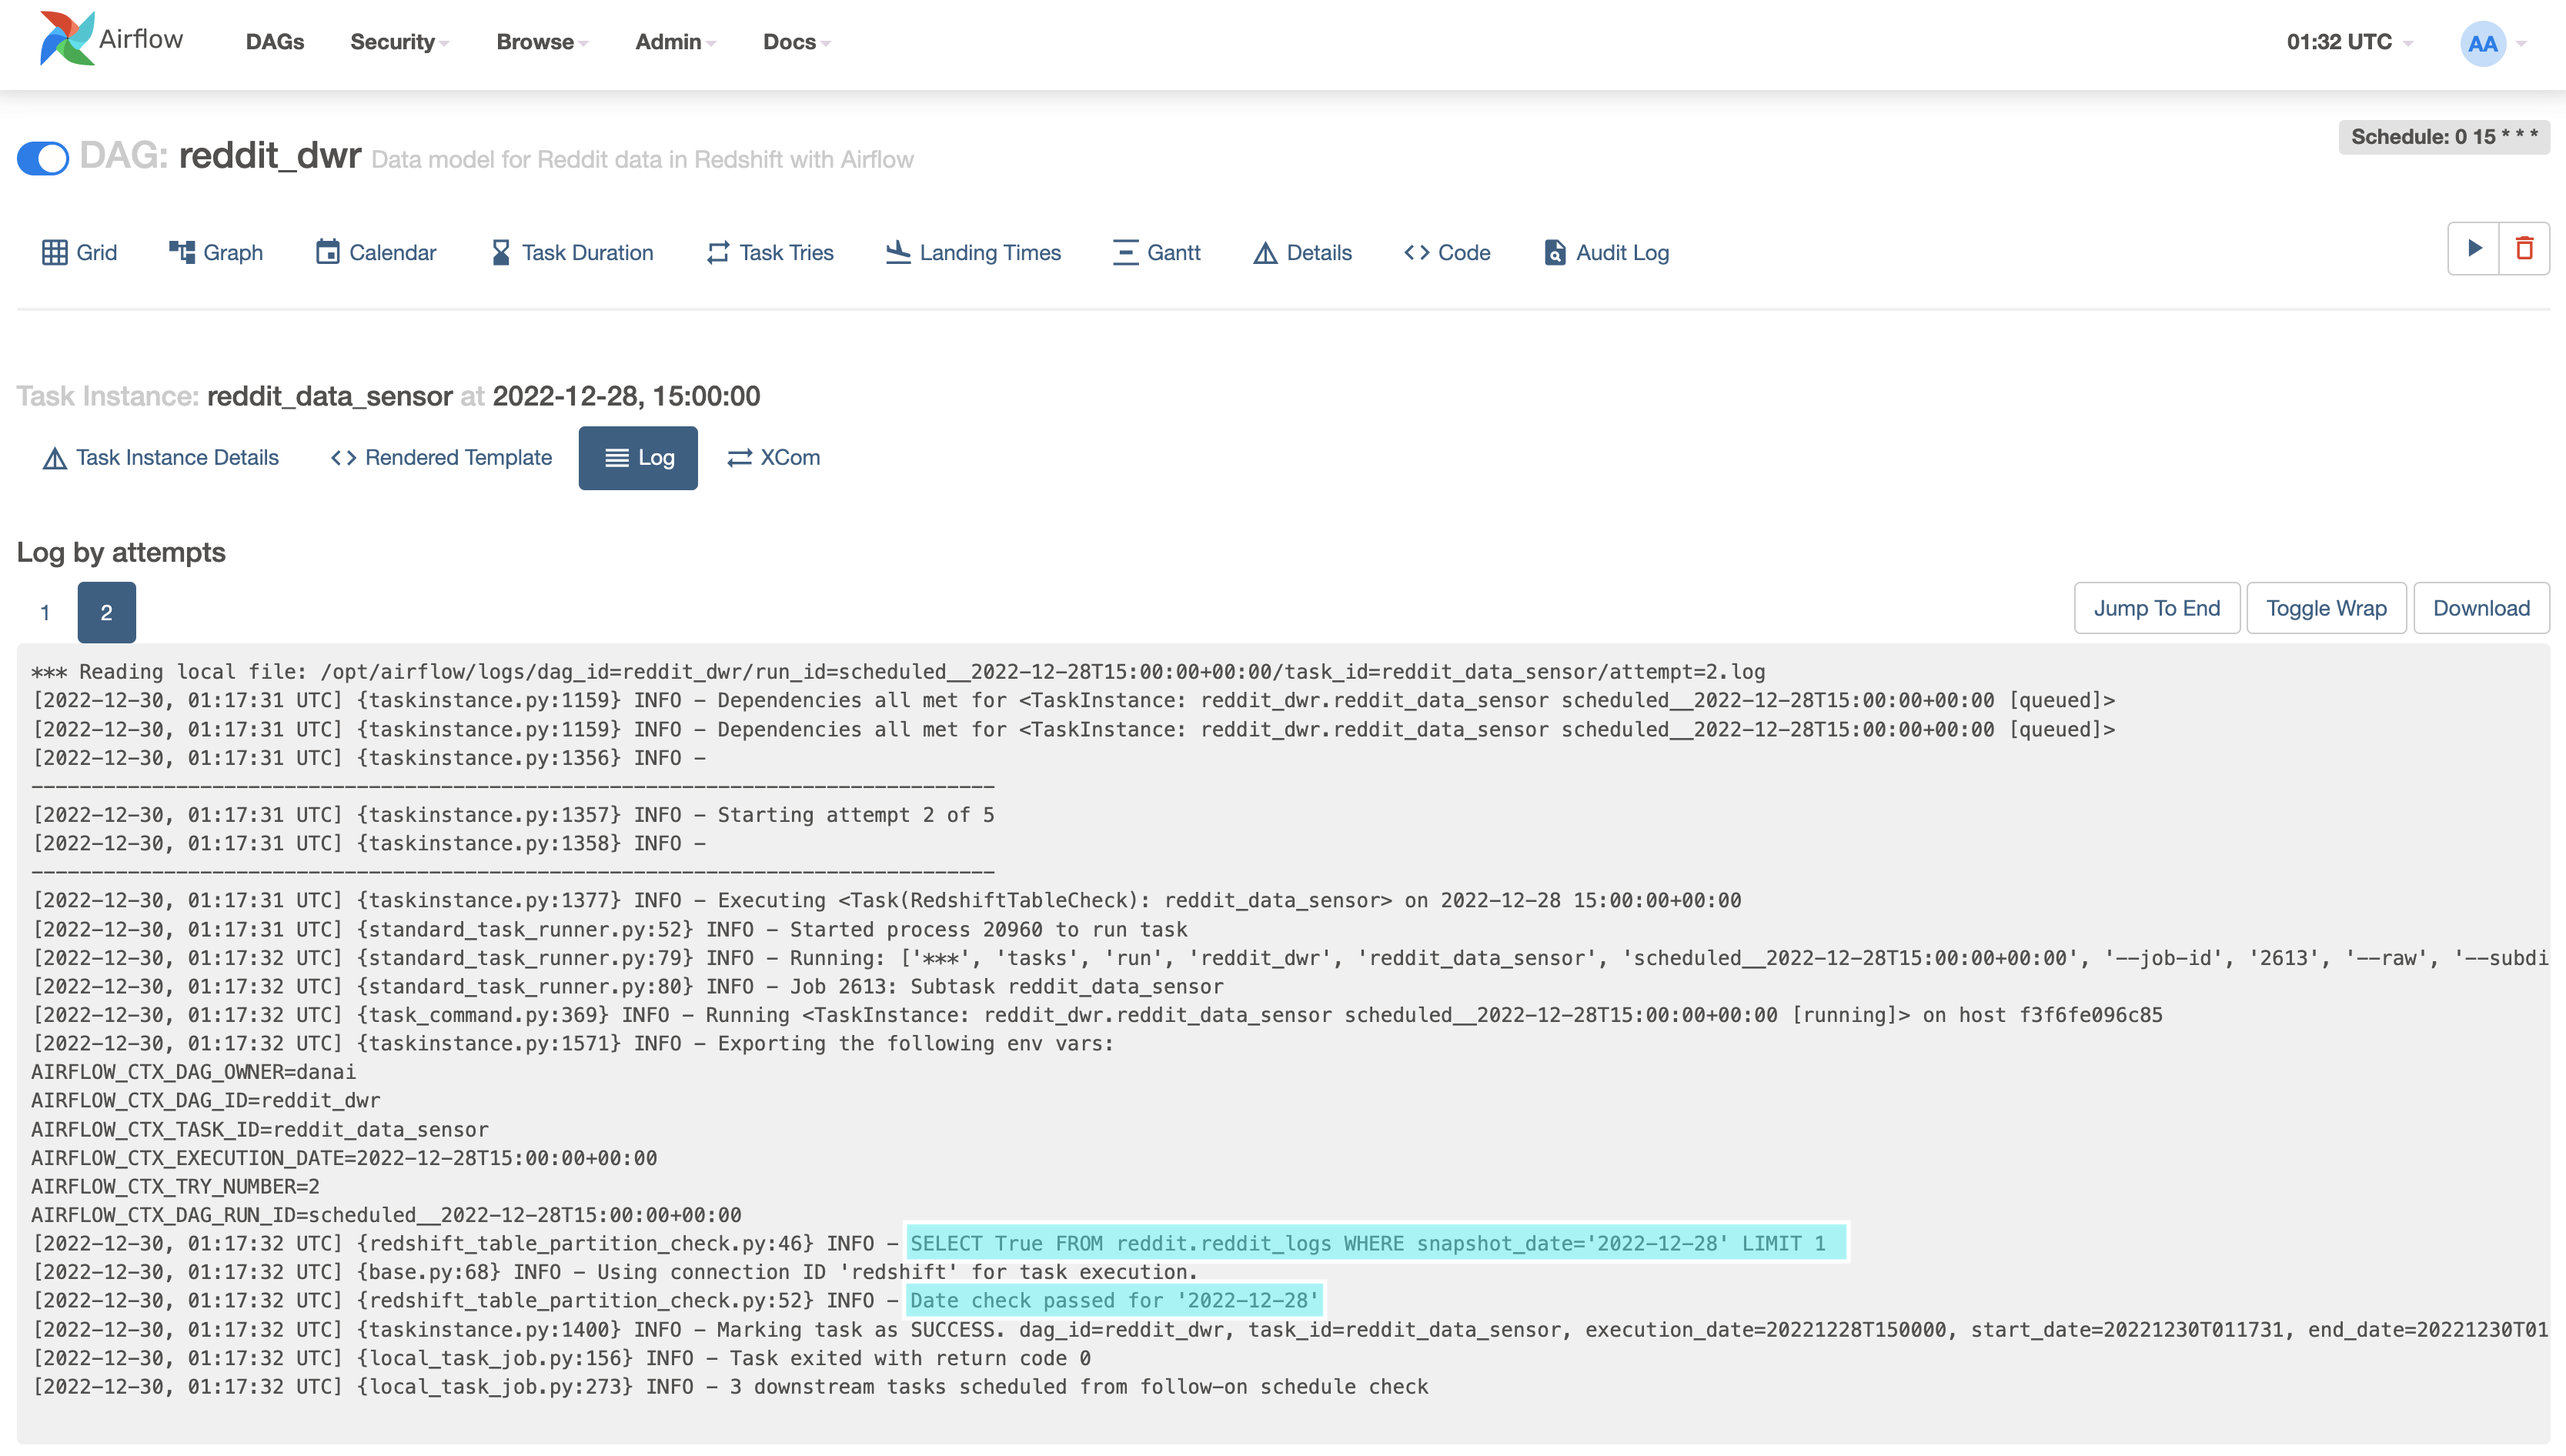 Airflow DAGs Security Browse Admin Docs 01:32 UTC AA
DAG: reddit_dwr Data model for Reddit data in Redshift with Airflow Schedule: 0 15 * * *
Grid Graph Calendar Task Duration Task Tries Landing Times Gantt Details Code Audit Log
Task Instance: reddit_data_sensor at 2022-12-28, 15:00:00
Task Instance Details Rendered Template Log XCom
Log by attempts
1 2 Jump To End Toggle Wrap Download
*** Reading local file: /opt/airflow/logs/dag_id=reddit_dwr/run_id=scheduled__2022-12-28T15:00:00+00:00/task_id=reddit_data_sensor/attempt=2.log
[2022-12-30, 01:17:31 UTC] {taskinstance.py:1159} INFO - Dependencies all met for <TaskInstance: reddit_dwr.reddit_data_sensor scheduled__2022-12-28T15:00:00+00:00 [queued]>
[2022-12-30, 01:17:31 UTC] {taskinstance.py:1159} INFO - Dependencies all met for <TaskInstance: reddit_dwr.reddit_data_sensor scheduled__2022-12-28T15:00:00+00:00 [queued]>
[2022-12-30, 01:17:31 UTC] {taskinstance.py:1356} INFO -
--------------------------------------------------------------------------------
[2022-12-30, 01:17:31 UTC] {taskinstance.py:1357} INFO - Starting attempt 2 of 5
[2022-12-30, 01:17:31 UTC] {taskinstance.py:1358} INFO -
--------------------------------------------------------------------------------
[2022-12-30, 01:17:31 UTC] {taskinstance.py:1377} INFO - Executing <Task(RedshiftTableCheck): reddit_data_sensor> on 2022-12-28 15:00:00+00:00
[2022-12-30, 01:17:31 UTC] {standard_task_runner.py:52} INFO - Started process 20960 to run task
[2022-12-30, 01:17:32 UTC] {standard_task_runner.py:79} INFO - Running: ['***', 'tasks', 'run', 'reddit_dwr', 'reddit_data_sensor', 'scheduled__2022-12-28T15:00:00+00:00', '--job-id', '2613', '--raw', '--subdi
[2022-12-30, 01:17:32 UTC] {standard_task_runner.py:80} INFO - Job 2613: Subtask reddit_data_sensor
[2022-12-30, 01:17:32 UTC] {task_command.py:369} INFO - Running <TaskInstance: reddit_dwr.reddit_data_sensor scheduled__2022-12-28T15:00:00+00:00 [running]> on host f3f6fe096c85
[2022-12-30, 01:17:32 UTC] {taskinstance.py:1571} INFO - Exporting the following env vars:
AIRFLOW_CTX_DAG_OWNER=danai
AIRFLOW_CTX_DAG_ID=reddit_dwr
AIRFLOW_CTX_TASK_ID=reddit_data_sensor
AIRFLOW_CTX_EXECUTION_DATE=2022-12-28T15:00:00+00:00
AIRFLOW_CTX_TRY_NUMBER=2
AIRFLOW_CTX_DAG_RUN_ID=scheduled__2022-12-28T15:00:00+00:00
[2022-12-30, 01:17:32 UTC] {redshift_table_partition_check.py:46} INFO - SELECT True FROM reddit.reddit_logs WHERE snapshot_date='2022-12-28' LIMIT 1
[2022-12-30, 01:17:32 UTC] {base.py:68} INFO - Using connection ID 'redshift' for task execution.
[2022-12-30, 01:17:32 UTC] {redshift_table_partition_check.py:52} INFO - Date check passed for '2022-12-28'
[2022-12-30, 01:17:32 UTC] {taskinstance.py:1400} INFO - Marking task as SUCCESS. dag_id=reddit_dwr, task_id=reddit_data_sensor, execution_date=20221228T150000, start_date=20221230T011731, end_date=20221230T01
[2022-12-30, 01:17:32 UTC] {local_task_job.py:156} INFO - Task exited with return code 0
[2022-12-30, 01:17:32 UTC] {local_task_job.py:273} INFO - 3 downstream tasks scheduled from follow-on schedule check